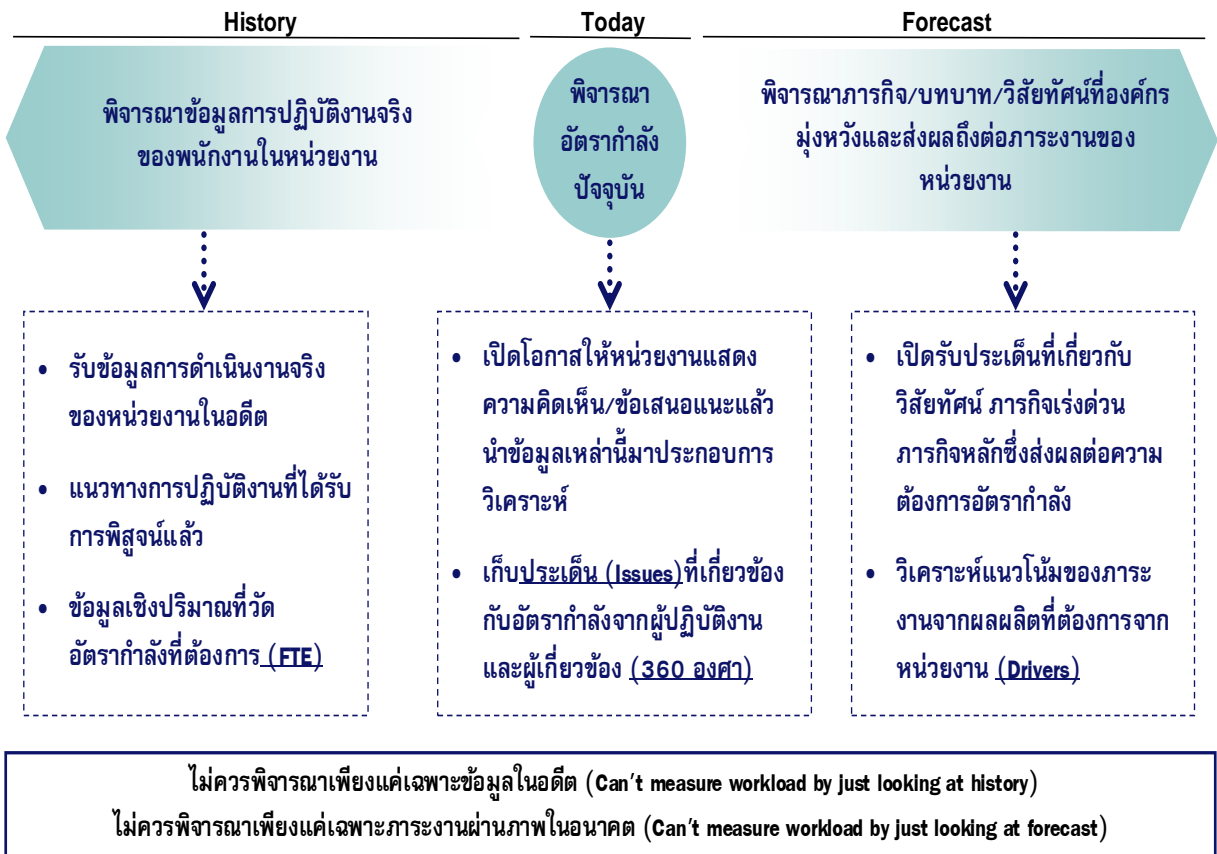 History
Today
Forecast
พิจารณาข้อมูลการปฏิบัติงานจริง
ของพนักงานในหน่วยงาน
พิจารณา
อัตรากำลัง
ปัจจุบัน
พิจารณาภารกิจ/บทบาท/วิสัยทัศน์ที่องค์กร
มุ่งหวังและส่งผลถึงต่อภาระงานของ
หน่วยงาน
• รับข้อมูลการดำเนินงานจริง
ของหน่วยงานในอดีต
• แนวทางการปฏิบัติงานที่ได้รับ
การพิสูจน์แล้ว
• ข้อมูลเชิงปริมาณที่วัด
อัตรากำลังที่ต้องการ (FTE)
• เปิดโอกาสให้หน่วยงานแสดง
ความคิดเห็น/ข้อเสนอแนะแล้ว
นำข้อมูลเหล่านี้มาประกอบการ
วิเคราะห์
• เก็บประเด็น (Issues)ที่เกี่ยวข้อง
กับอัตรากำลังจากผู้ปฏิบัติงาน
และผู้เกี่ยวข้อง (360 องศา)
• เปิดรับประเด็นที่เกี่ยวกับ
วิสัยทัศน์ ภารกิจเร่งด่วน
ภารกิจหลักซึ่งส่งผลต่อความ
ต้องการอัตรากำลัง
• วิเคราะห์แนวโน้มของภาระ
งานจากผลผลิตที่ต้องการจาก
หน่วยงาน (Drivers)
ไม่ควรพิจารณาเพียงแค่เฉพาะข้อมูลในอดีต (Can't measure workload by just looking at history)
ไม่ควรพิจารณาเพียงแค่เฉพาะภาระงานผ่านภาพในอนาคต (Can't measure workload by just looking at forecast)